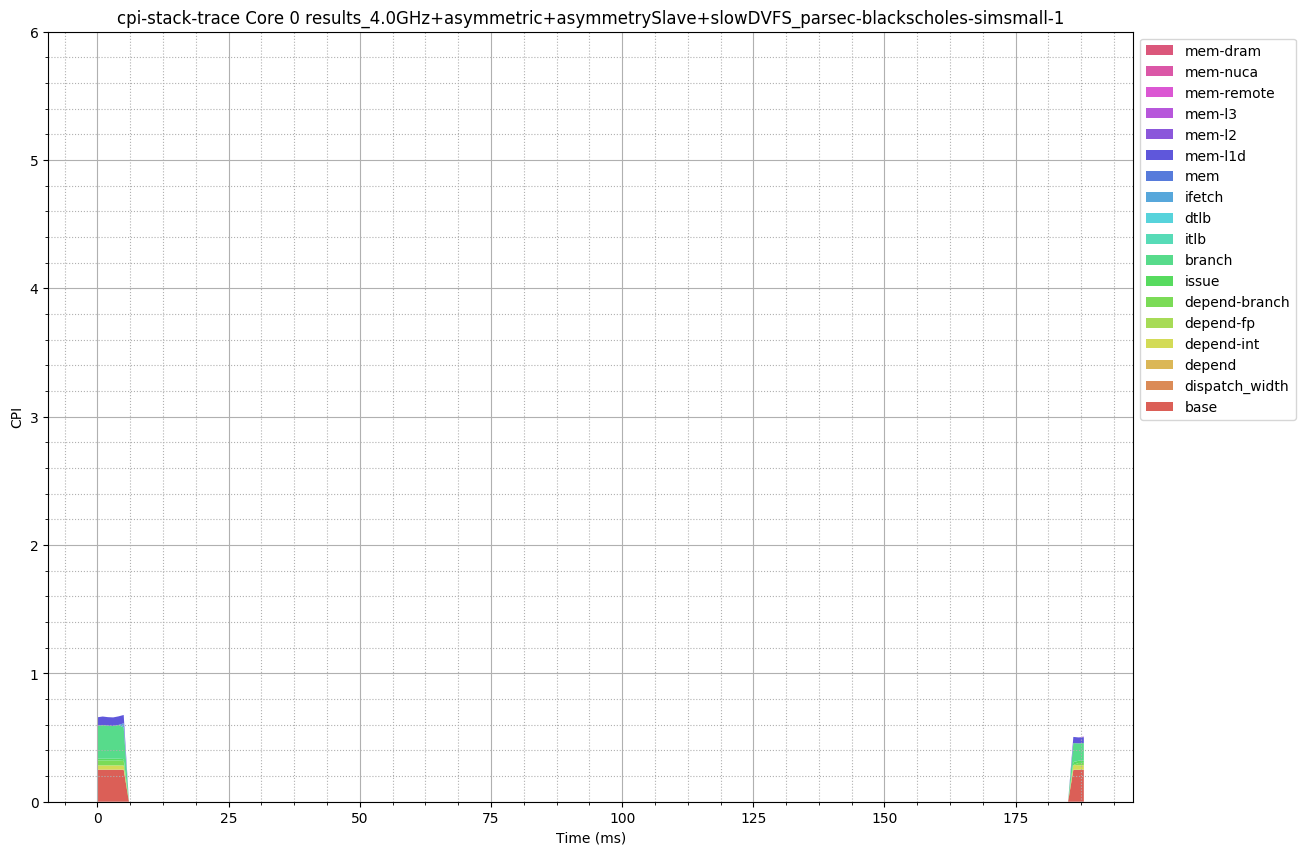 cpi-stack-trace Core 0 results_4.0GHz+asymmetric+asymmetrySlave+slowDVFS_parsec-blackscholes-simsmall-1
6
5
4
3
2
1
0
CPI
0
25
50
75
100
125
150
175
Time (ms)
mem-dram
mem-nuca
mem-remote
mem-l3
mem-l2
mem-l1d
mem
ifetch
dtlb
itlb
branch
issue
depend-branch
depend-fp
depend-int
depend
dispatch_width
base